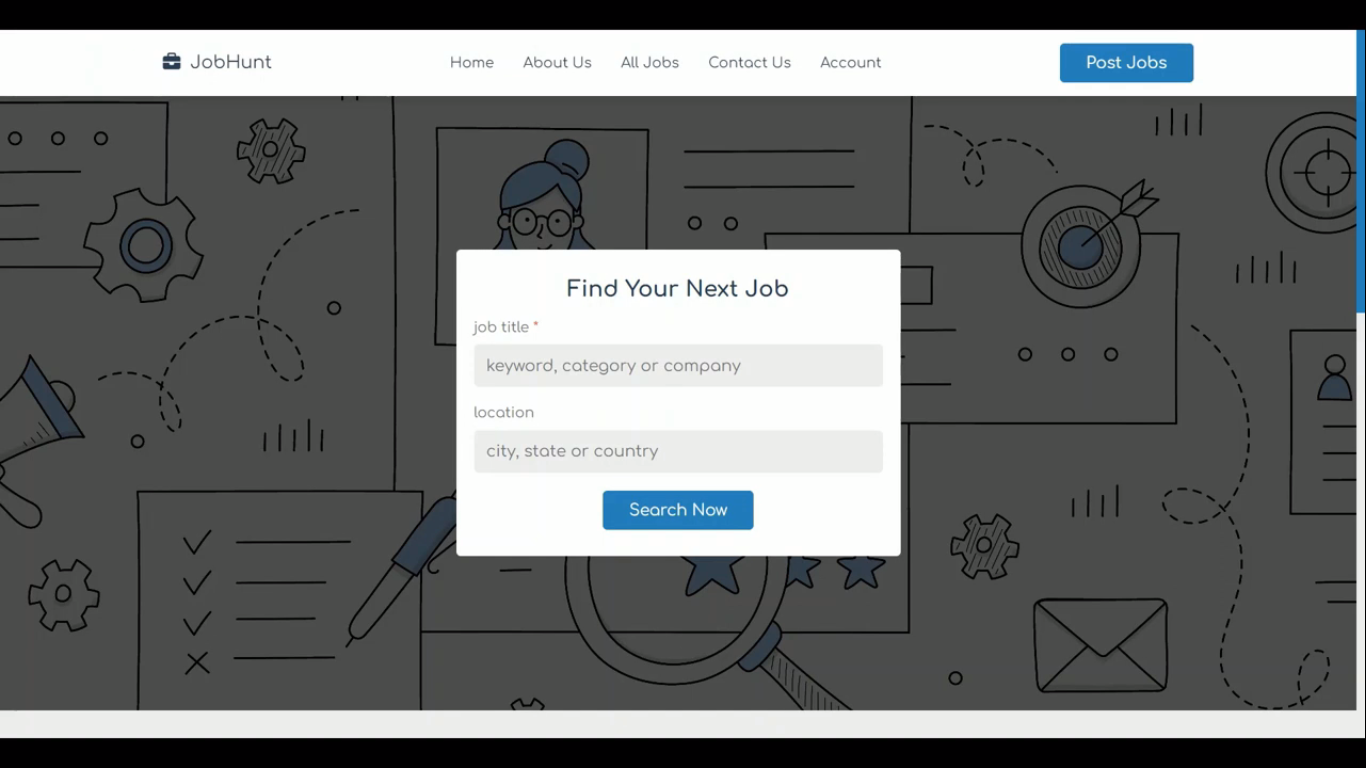 JobHunt
Home About Us All Jobs Contact Us Account
Post Jobs
Find Your Next Job
job title *
keyword, category or company
location
city, state or country
Search Now